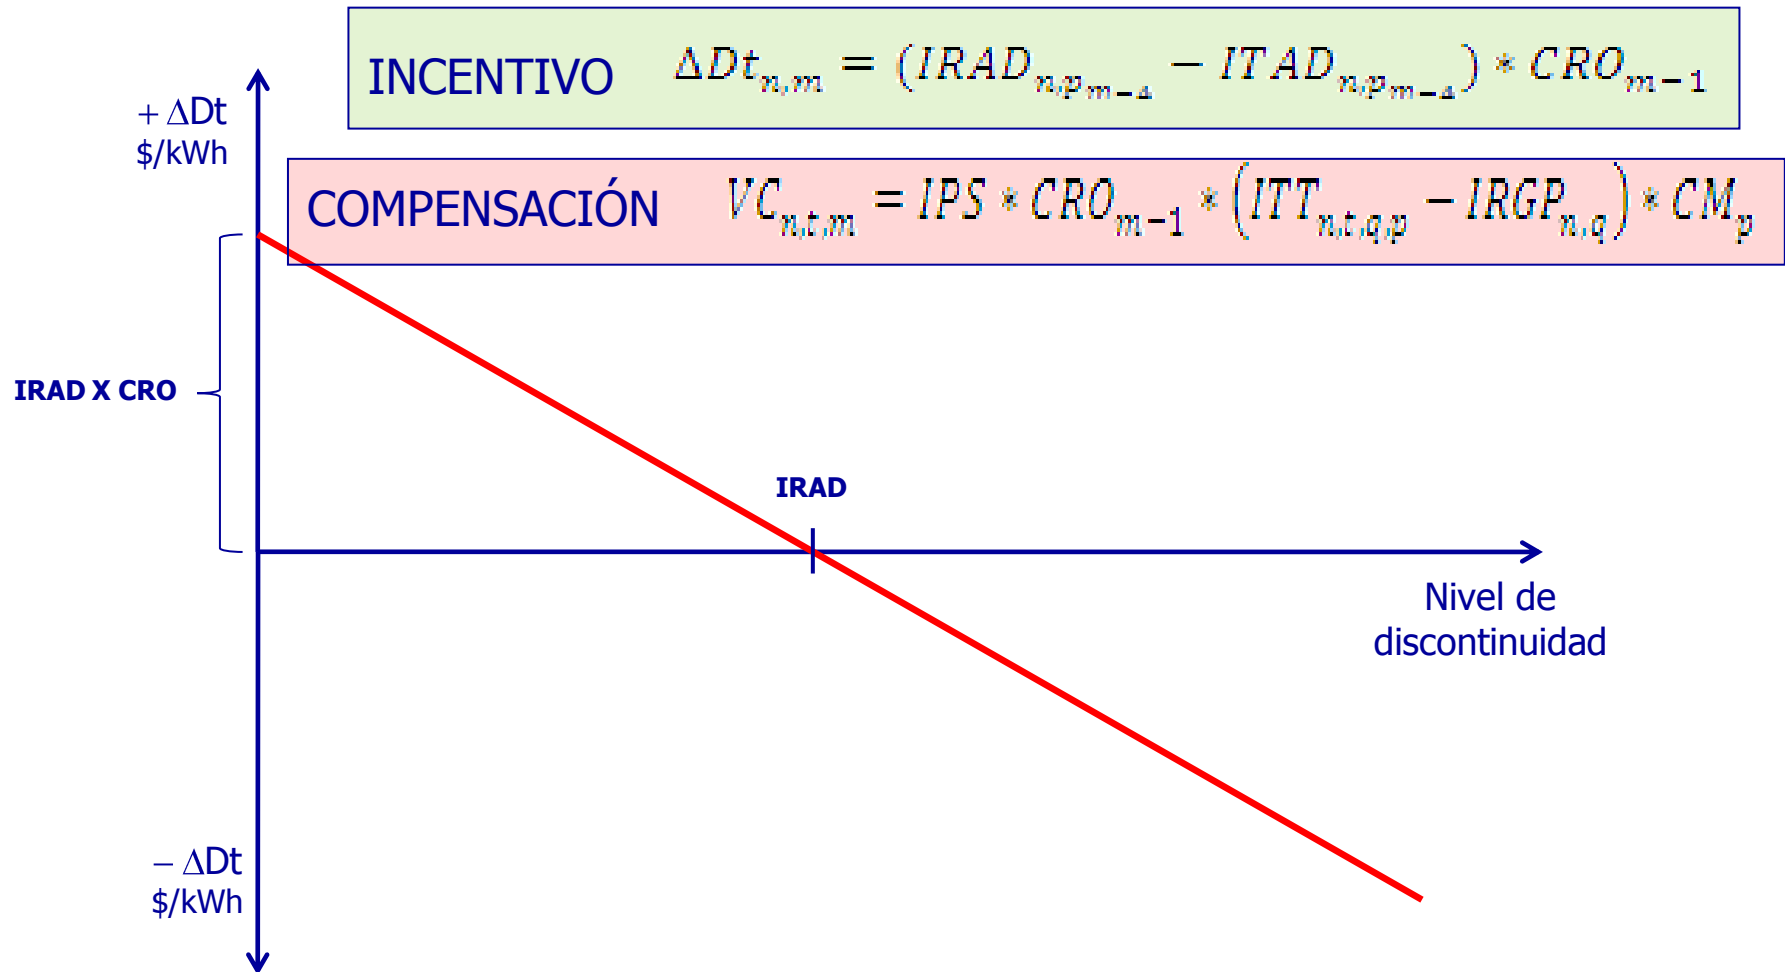 INCENTIVO ΔDt_{n,m} = (IRAD_{n,p_{m-4}} − ITAD_{n,p_{m-4}}) * CRO_{m−1}
+ ΔDt
$/kWh
COMPENSACIÓN VC_{n,t,m} = IPS * CRO_{m−1} * (ITT_{n,t,q,p} − IRGP_{n,q}) * CM_p
IRAD X CRO
IRAD
Nivel de
discontinuidad
− ΔDt
$/kWh